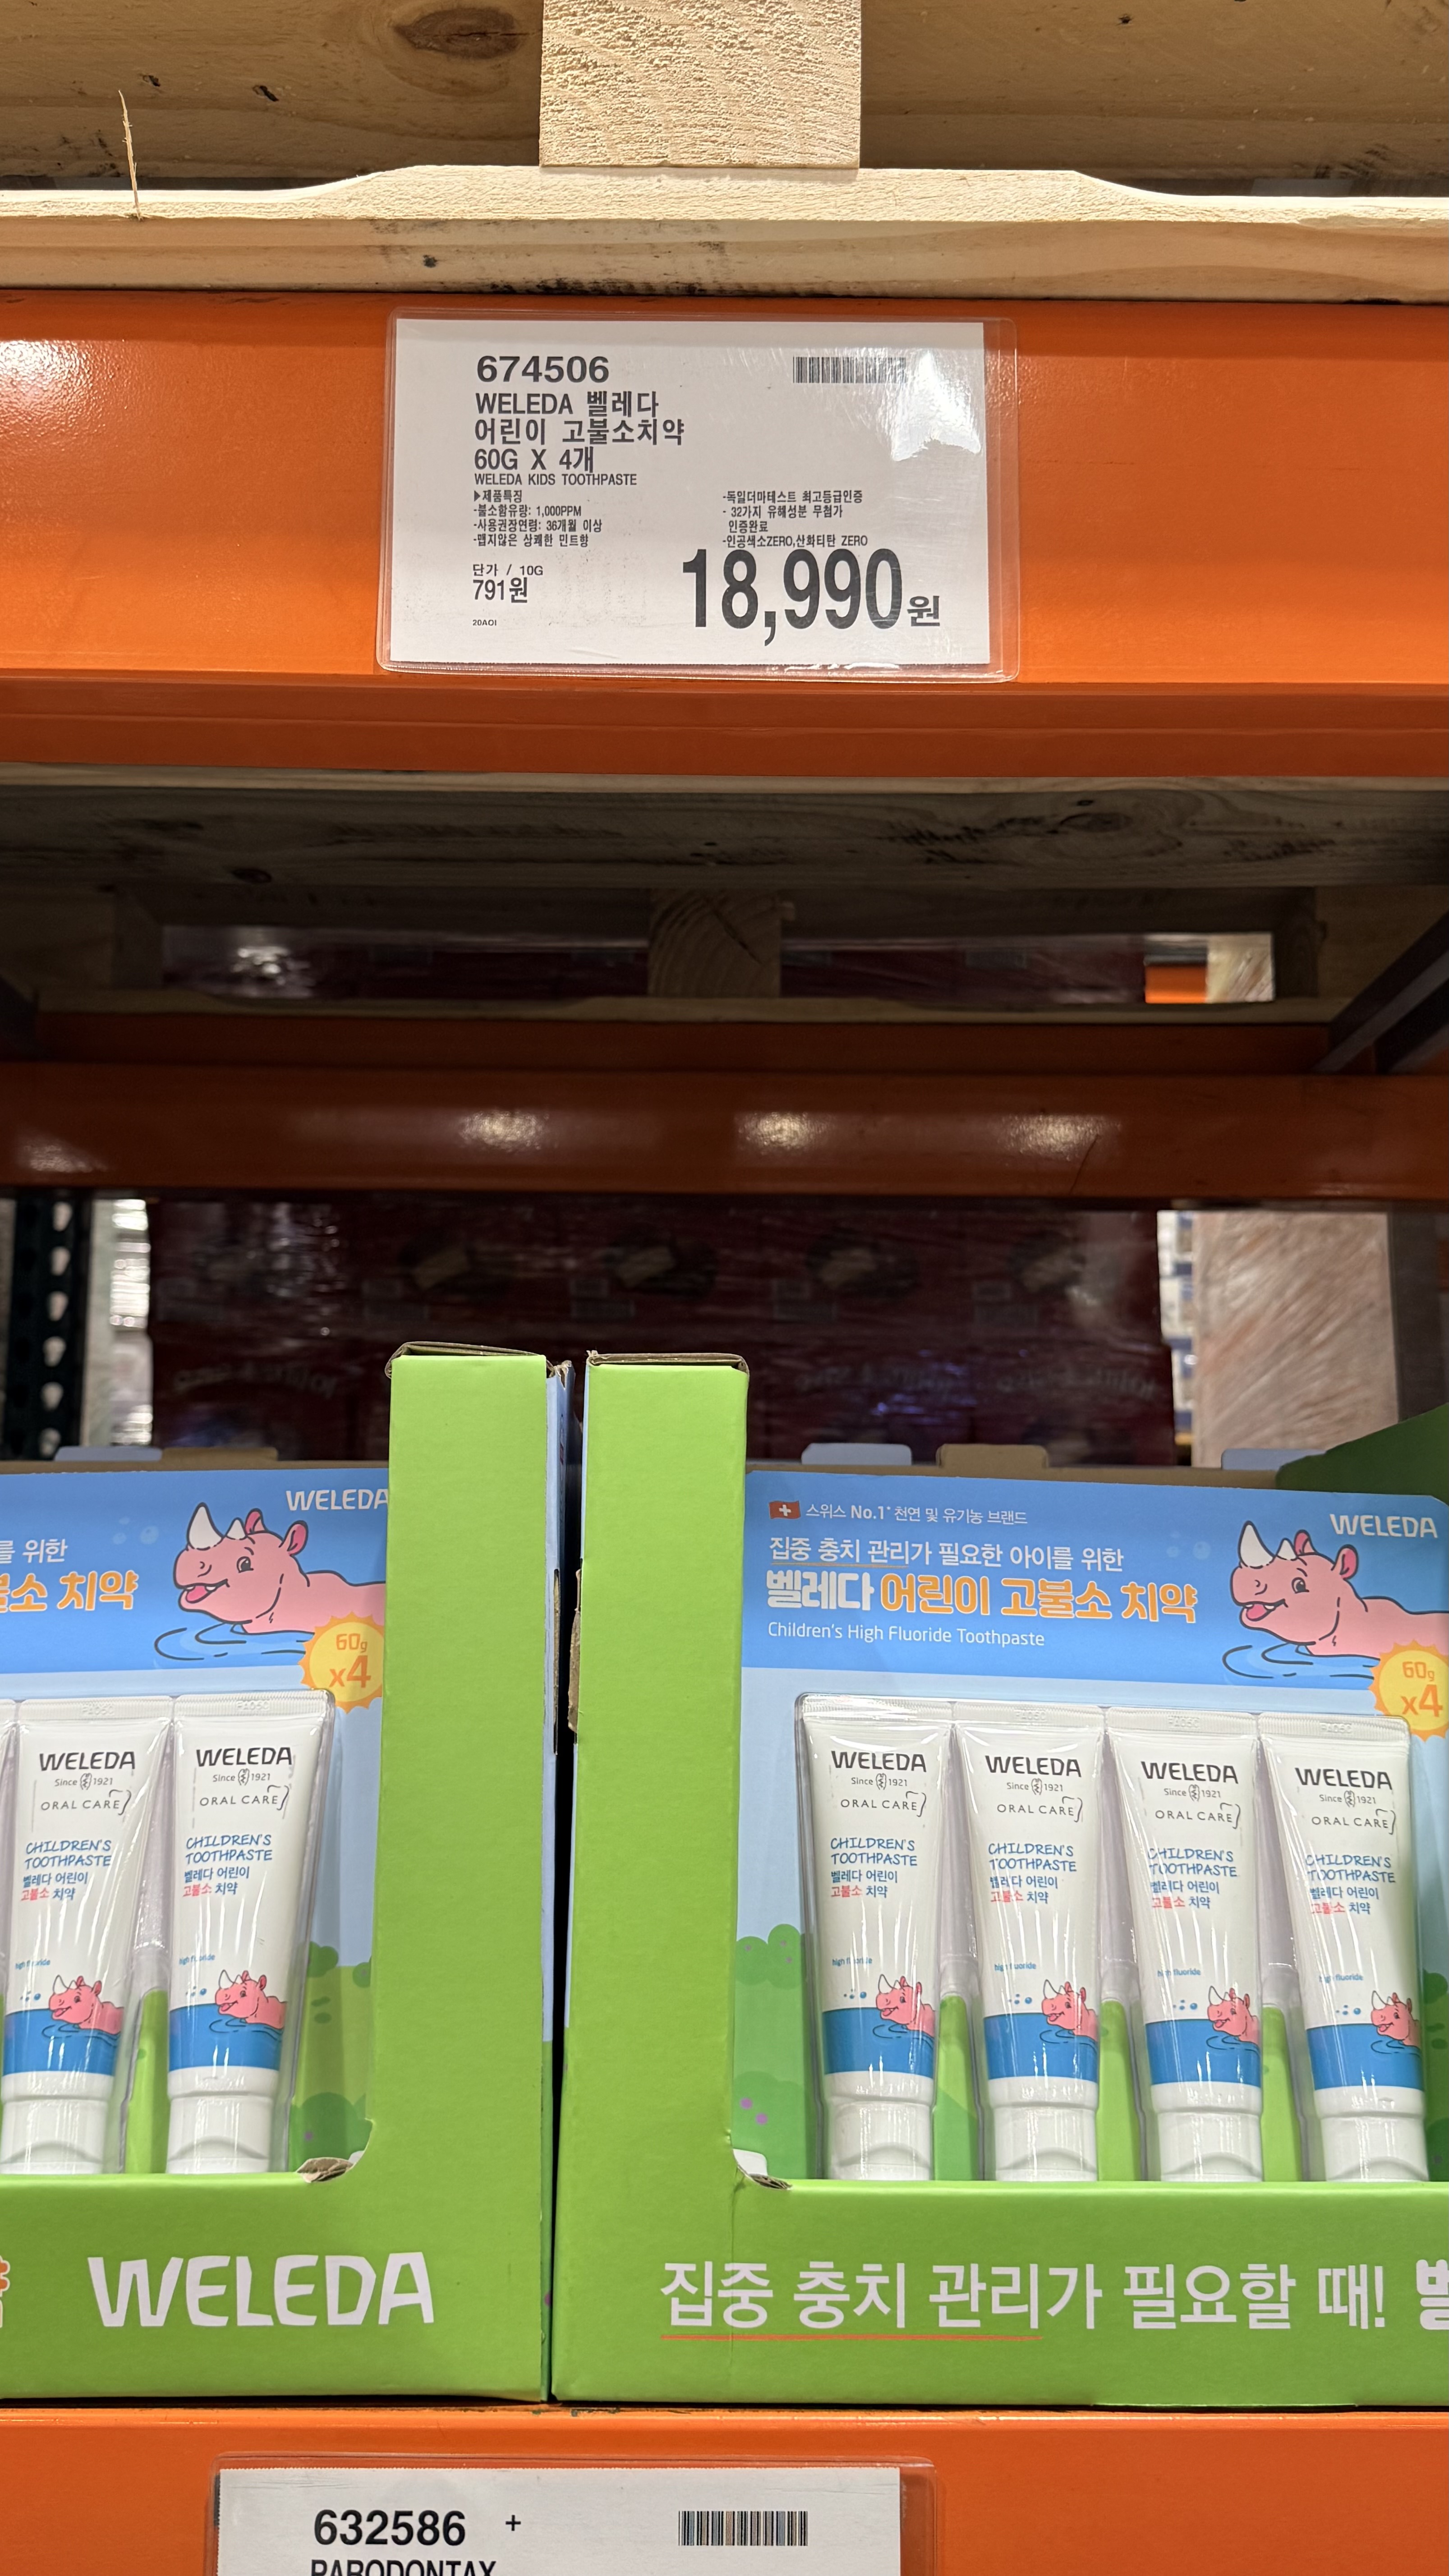 674506
WELEDA 벨레다
어린이 고불소치약
60G X 4개
WELEDA KIDS TOOTHPASTE
▶제품특징
-불소함유량: 1,000PPM
-사용권장연령: 36개월 이상
-맵지않은 상쾌한 민트향
-독일더마테스트 최고등급인증
- 32가지 유해성분 무첨가
인증완료
-인공색소ZERO,산화티탄 ZERO
단가 / 10G
791원
18,990원
20AOI
WELEDA
를 위한
불소 치약
60g
x4
WELEDA
Since 1921
ORAL CARE
CHILDREN'S
TOOTHPASTE
벨레다 어린이
고불소 치약
high fluoride
WELEDA
Since 1921
ORAL CARE
CHILDREN'S
TOOTHPASTE
벨레다 어린이
고불소 치약
high fluoride
스위스 No.1* 천연 및 유기농 브랜드
WELEDA
집중 충치 관리가 필요한 아이를 위한
벨레다 어린이 고불소 치약
Children's High Fluoride Toothpaste
60g
x4
WELEDA
Since 1921
ORAL CARE
CHILDREN'S
TOOTHPASTE
벨레다 어린이
고불소 치약
high fluoride
WELEDA
Since 1921
ORAL CARE
CHILDREN'S
TOOTHPASTE
벨레다 어린이
고불소 치약
high fluoride
WELEDA
Since 1921
ORAL CARE
CHILDREN'S
TOOTHPASTE
벨레다 어린이
고불소 치약
high fluoride
WELEDA
Since 1921
ORAL CARE
CHILDREN'S
TOOTHPASTE
벨레다 어린이
고불소 치약
high fluoride
WELEDA
집중 충치 관리가 필요할 때!
632586 +
PARODONTAX